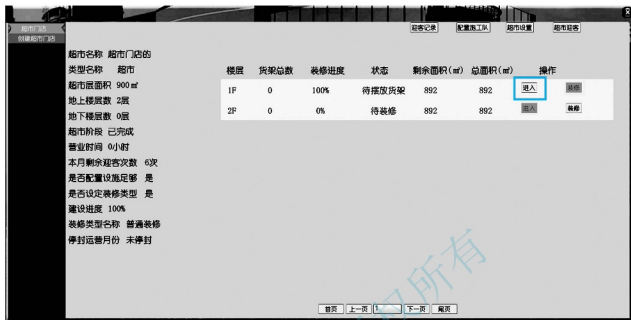 迎客记录 配置施工队 超市设置 超市迎客
超市门店
创建超市门店
超市名称 超市门店的
类型名称 超市
超市层面积 900㎡
地上楼层数 2层
地下楼层数 0层
超市阶段 已完成
营业时间 0小时
本月剩余迎客次数 6次
是否配置设施足够 是
是否设定装修类型 是
建设进度 100%
装修类型名称 普通装修
停封运营月份 未停封
楼层 货架总数 装修进度 状态 剩余面积(㎡) 总面积(㎡) 操作
1F 0 100% 待摆放货架 892 892 进入 装修
2F 0 0% 待装修 892 892 进入 装修
首页 上一页 1 下一页 尾页
权所有